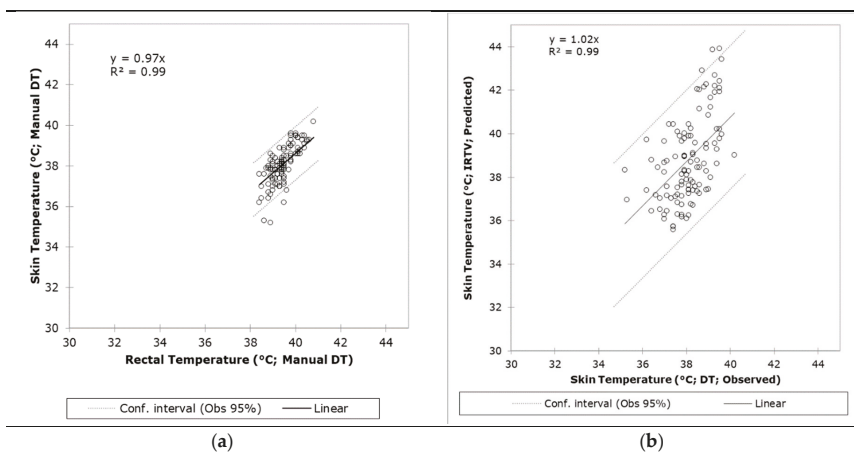 y = 0.97x
R² = 0.99
44
42
40
38
36
34
32
30
30 32 34 36 38 40 42 44
Skin Temperature (°C; Manual DT)
Rectal Temperature (°C; Manual DT)
Conf. interval (Obs 95%) Linear
(a)
y = 1.02x
R² = 0.99
44
42
40
38
36
34
32
30
30 32 34 36 38 40 42 44
Skin Temperature (°C; IRTV; Predicted)
Skin Temperature (°C; DT; Observed)
Conf. interval (Obs 95%) Linear
(b)